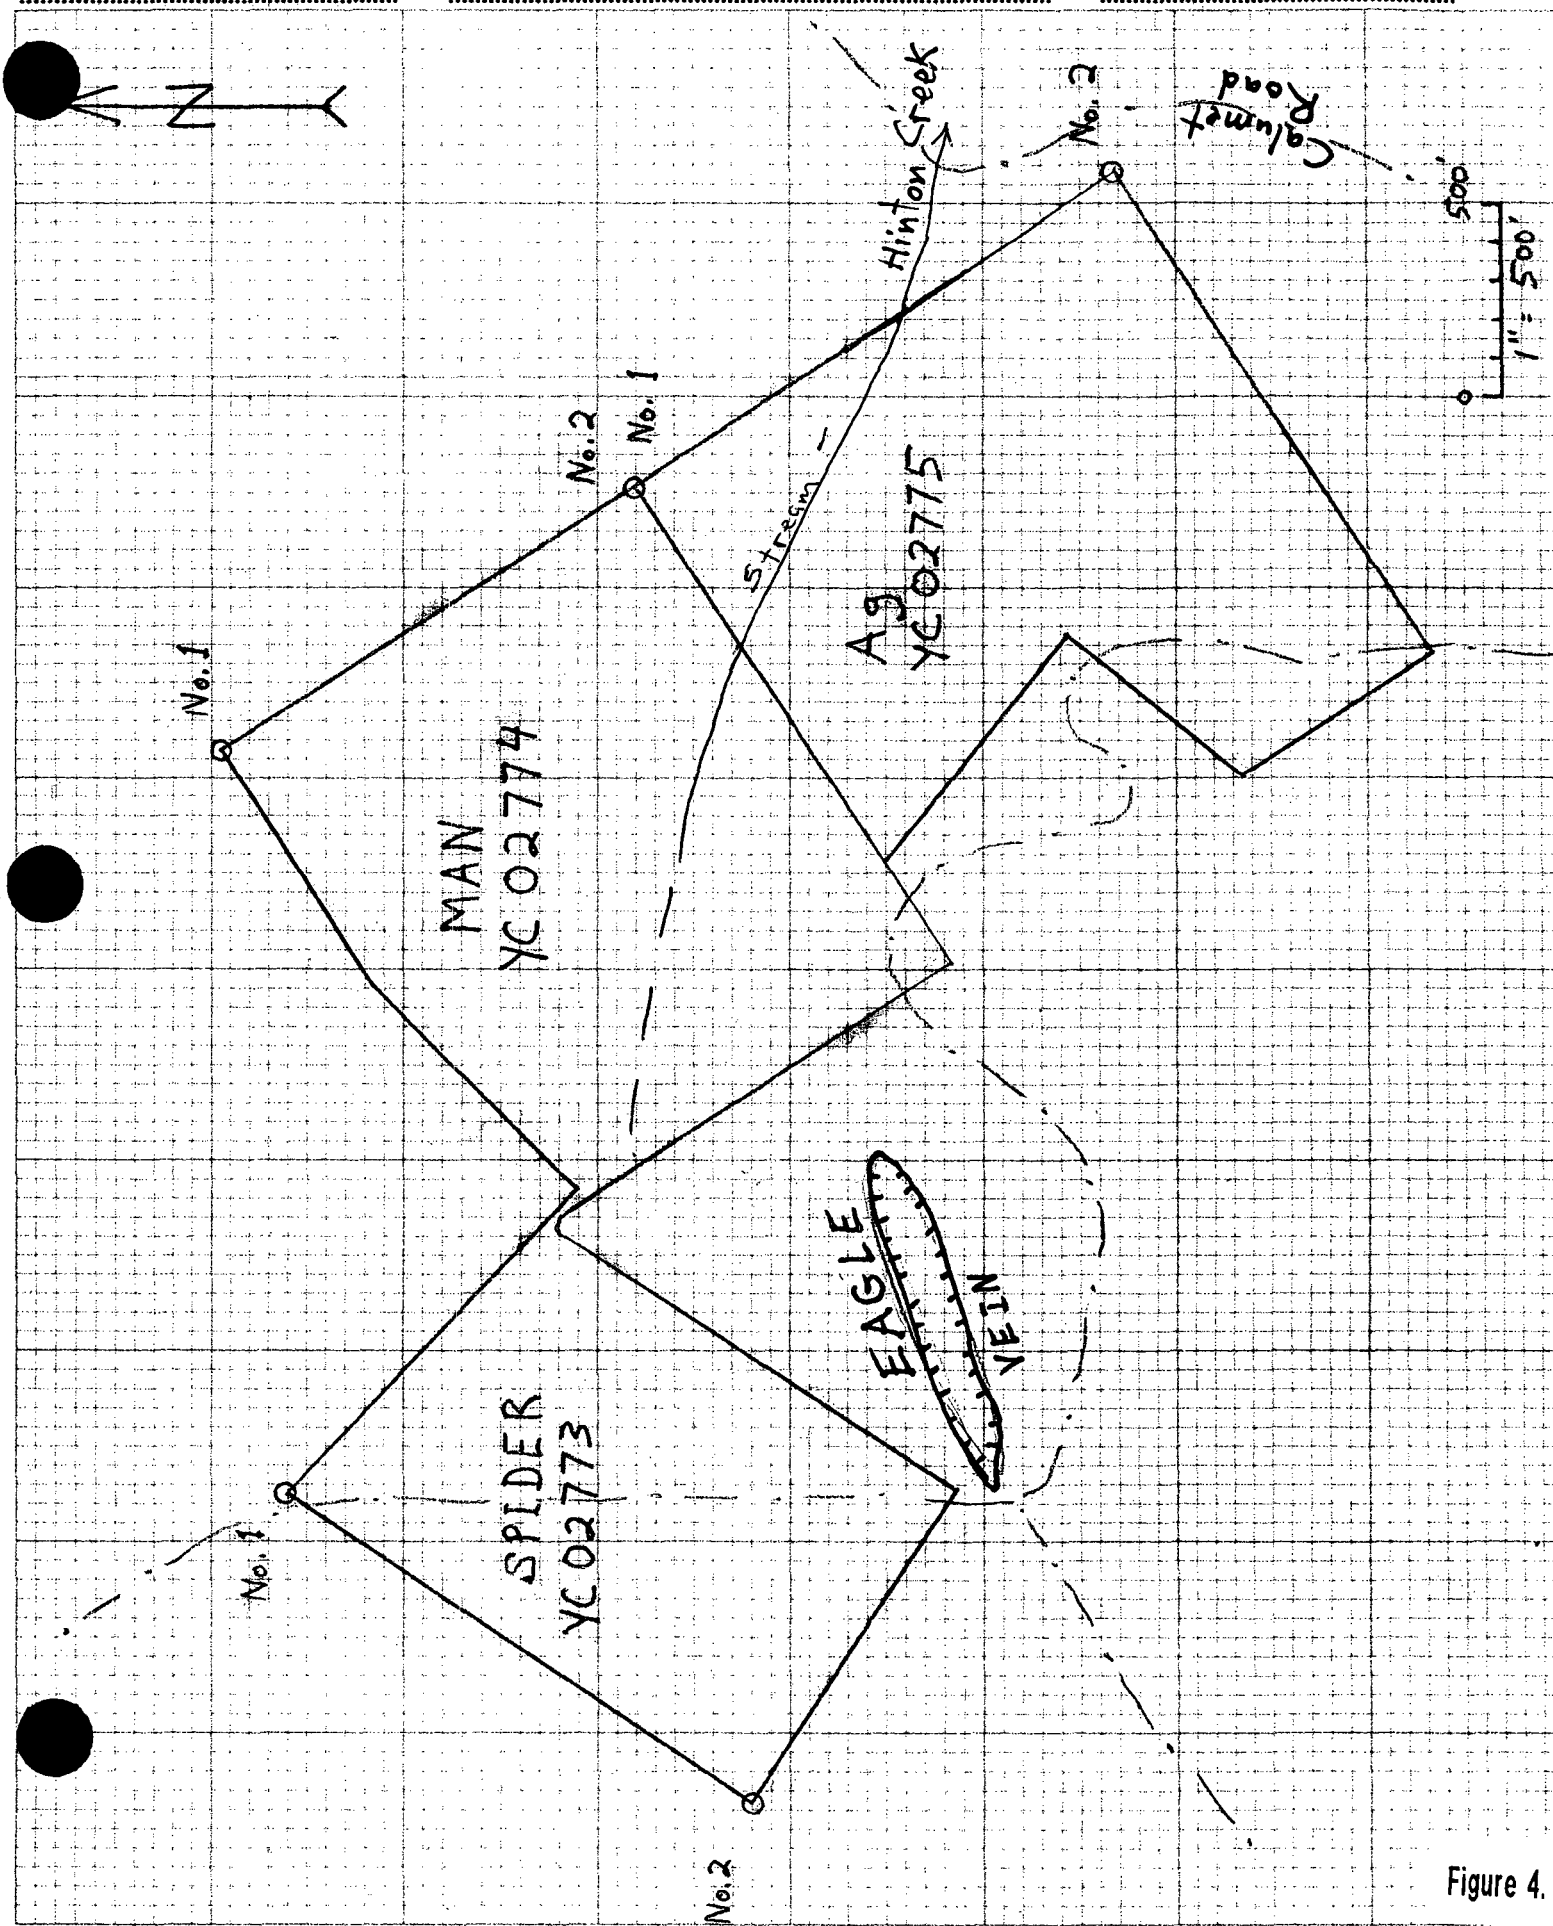 N
No. 1
MAN
YC 02774
No. 2
No. 1
Hinton Creek
No. 2
Calumet
Road
Stream
Ag
YC 02775
500'
0
1" = 500'
No. 1
SPIDER
YC 02773
EAGLE
VEIN
No. 2
Figure 4.